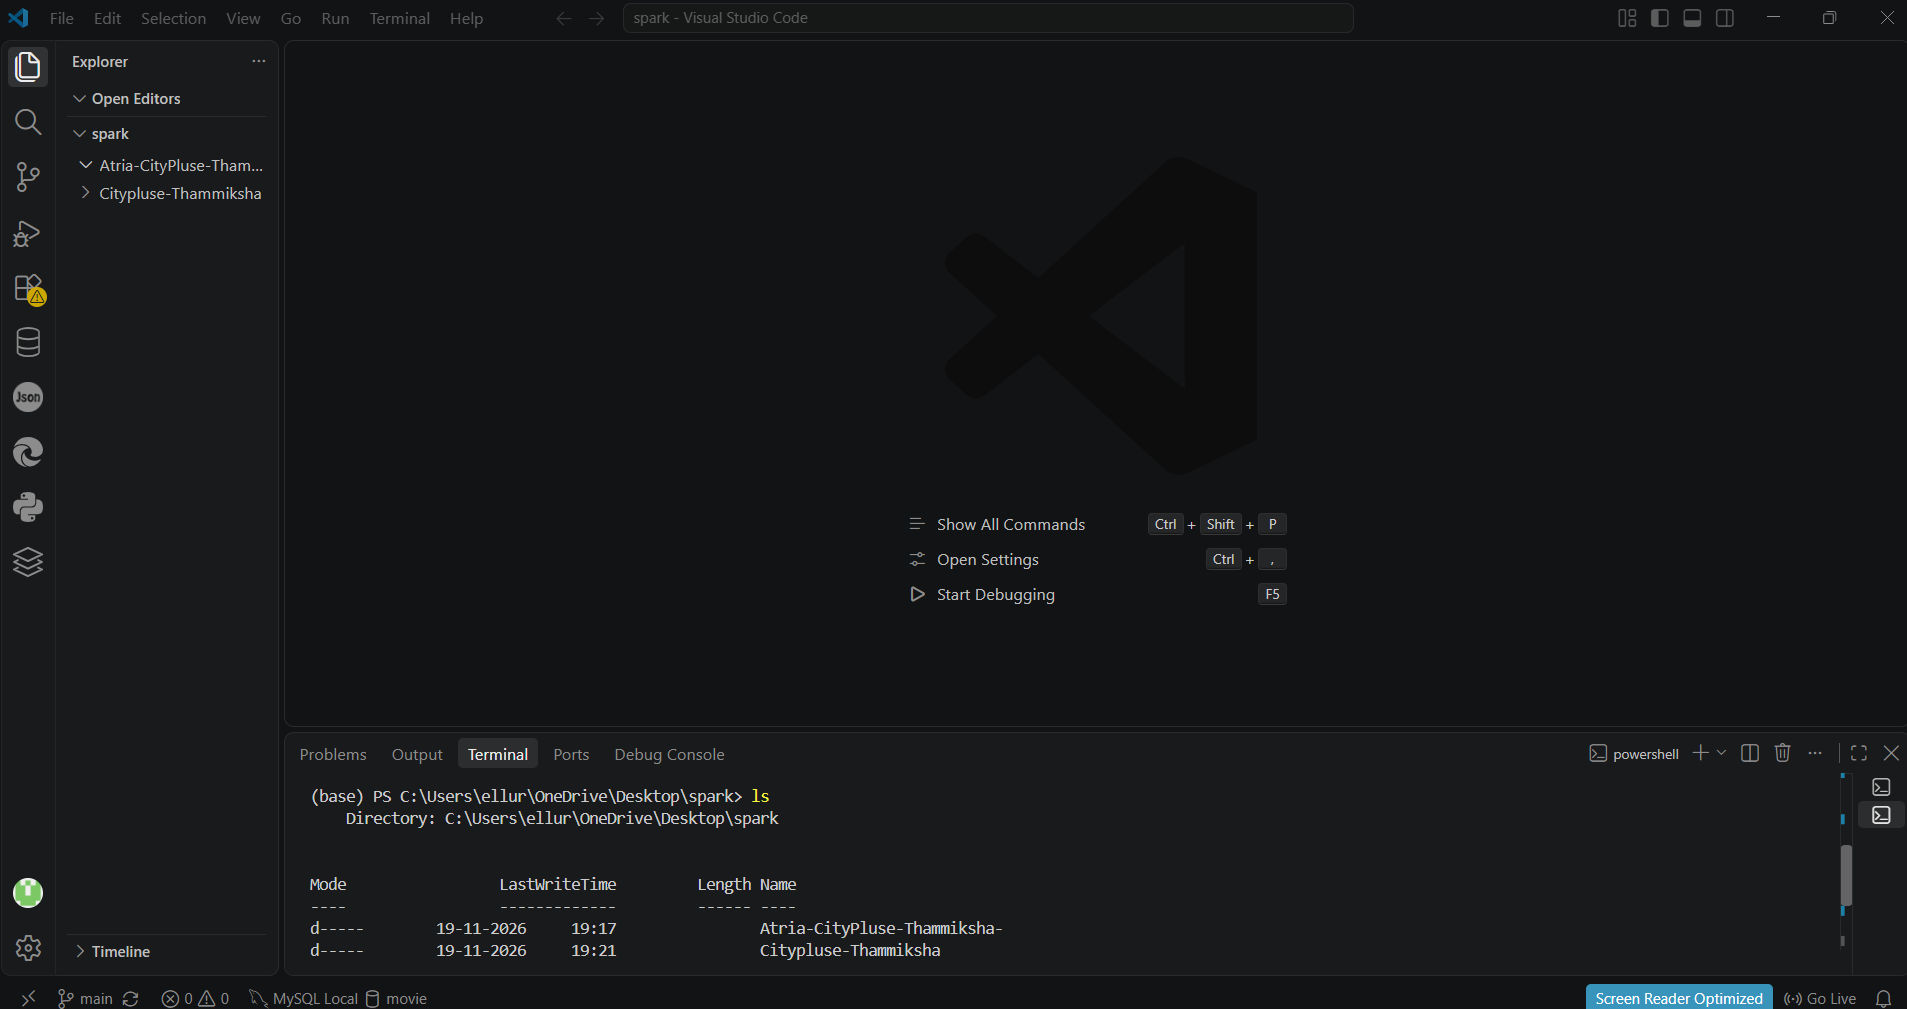 File Edit Selection View Go Run Terminal Help
spark - Visual Studio Code
Explorer
Open Editors
spark
Atria-CityPluse-Tham...
Citypluse-Thammiksha
Json
Show All Commands Ctrl + Shift + P
Open Settings Ctrl + ,
Start Debugging F5
Problems Output Terminal Ports Debug Console
powershell
(base) PS C:\Users\ellur\OneDrive\Desktop\spark> ls
Directory: C:\Users\ellur\OneDrive\Desktop\spark
Mode LastWriteTime Length Name
---- ------------- ------ ----
d----- 19-11-2026 19:17 Atria-CityPluse-Thammiksha-
d----- 19-11-2026 19:21 Citypluse-Thammiksha
Timeline
main 0 0 MySQL Local movie
Screen Reader Optimized Go Live